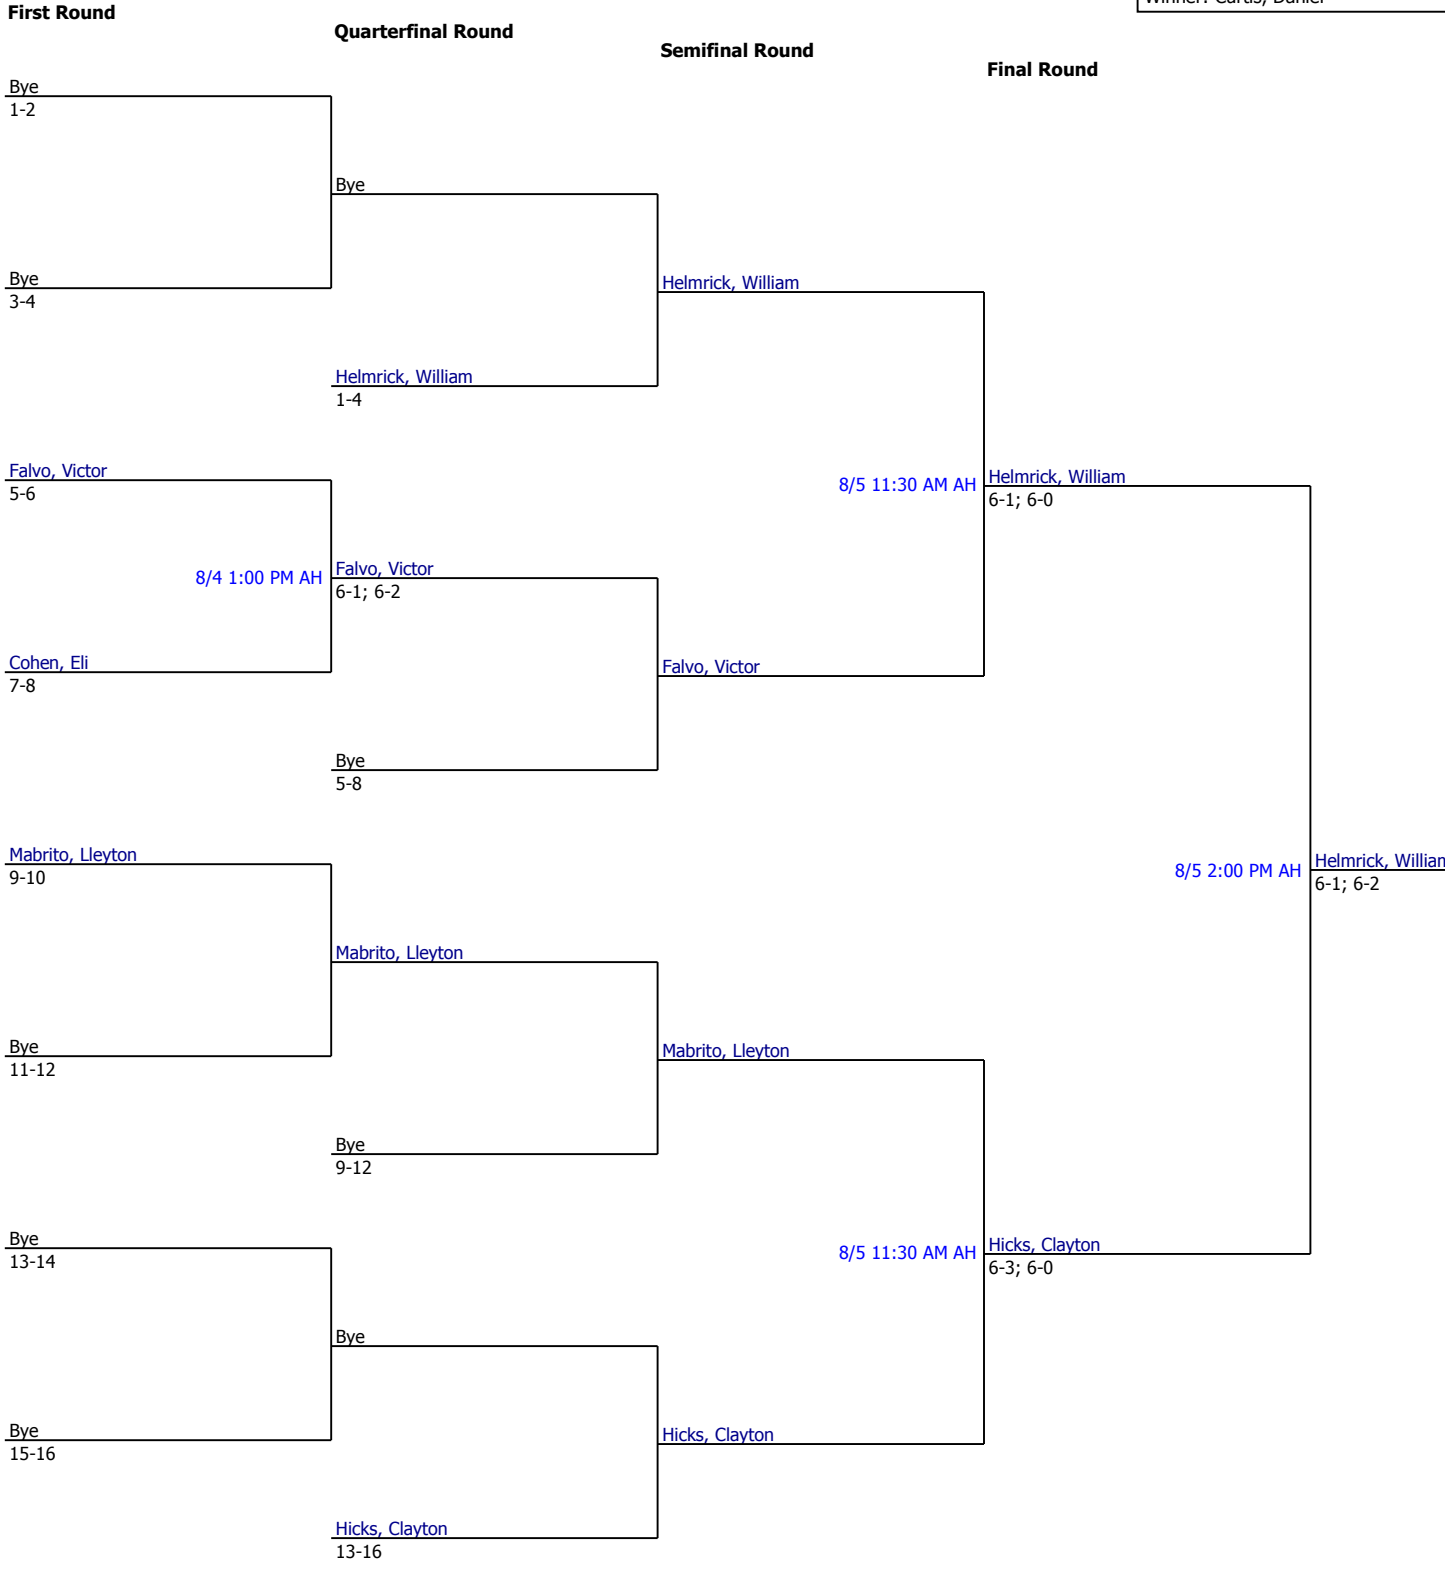 Winner: Curtis, Daniel
First Round
Quarterfinal Round
Semifinal Round
Final Round
Bye
1-2
Bye
Bye
3-4
Helmrick, William
Helmrick, William
1-4
Falvo, Victor
5-6
8/5 11:30 AM AH
Helmrick, William
6-1; 6-0
8/4 1:00 PM AH
Falvo, Victor
6-1; 6-2
Cohen, Eli
7-8
Falvo, Victor
Bye
5-8
Mabrito, Lleyton
9-10
8/5 2:00 PM AH
Helmrick, William
6-1; 6-2
Mabrito, Lleyton
Bye
11-12
Mabrito, Lleyton
Bye
9-12
Bye
13-14
8/5 11:30 AM AH
Hicks, Clayton
6-3; 6-0
Bye
Bye
15-16
Hicks, Clayton
Hicks, Clayton
13-16